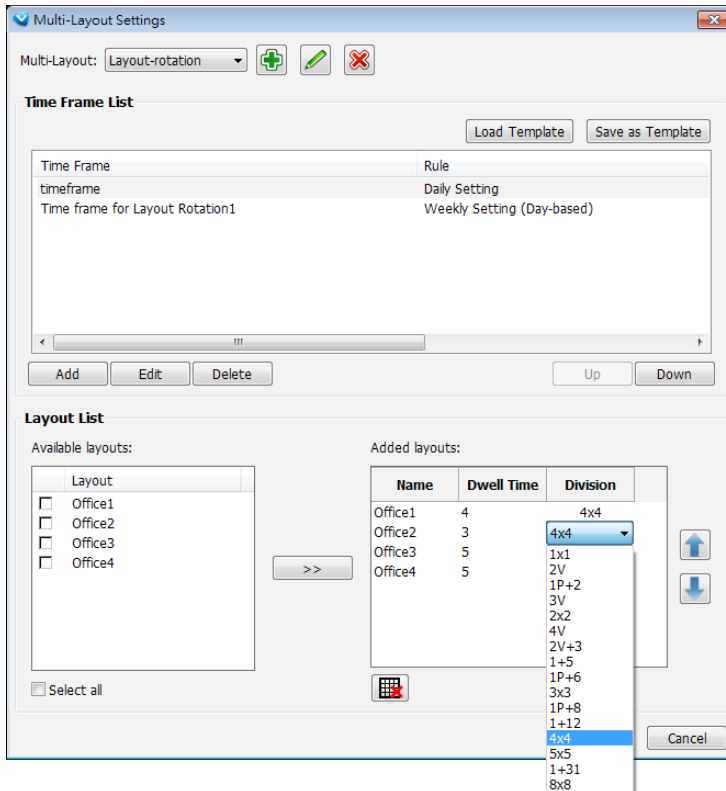 Multi-Layout Settings
Multi-Layout: Layout-rotation
Time Frame List
Load Template Save as Template
Time Frame Rule
timeframe Daily Setting
Time frame for Layout Rotation1 Weekly Setting (Day-based)
Add Edit Delete Up Down
Layout List
Available layouts: Added layouts:
Layout
Office1
Office2
Office3
Office4
>>
Select all
Name Dwell Time Division
Office1 4 4x4
Office2 3 4x4
Office3 5
Office4 5
1x1
2V
1P+2
3V
2x2
4V
2V+3
1+5
1P+6
3x3
1P+8
1+12
4x4
5x5
1+31
8x8
Cancel